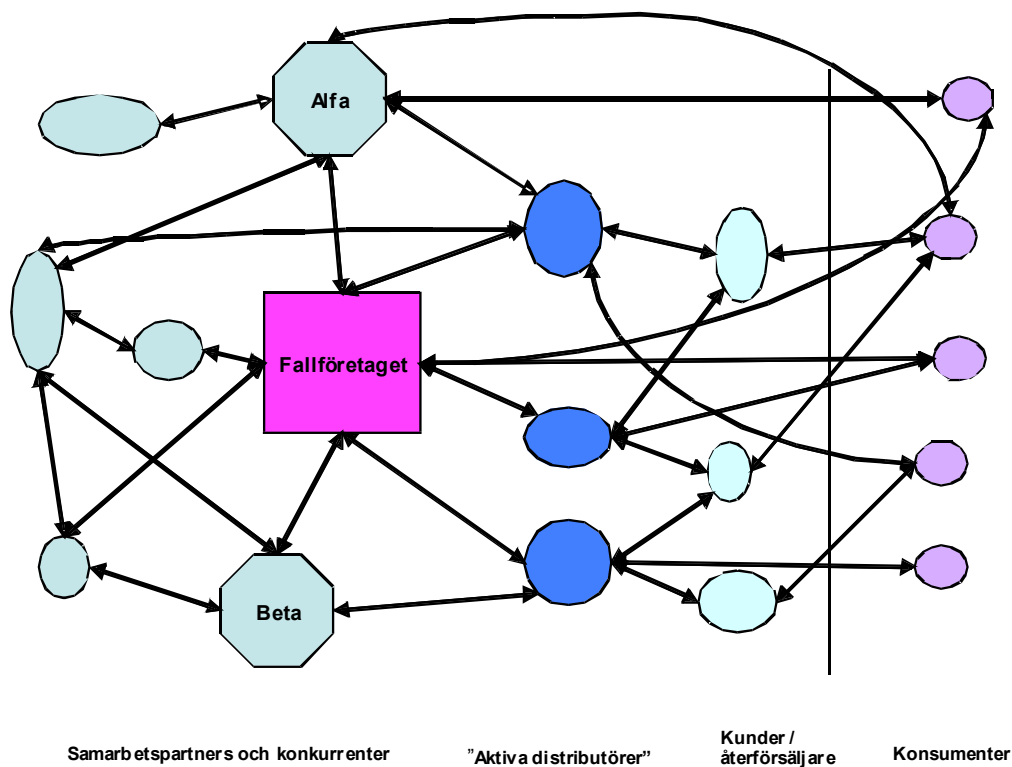 Alfa
Fallföretaget
Beta
Samarbetspartners och konkurrenter
”Aktiva distributörer”
Kunder /
återförsäljare
Konsumenter